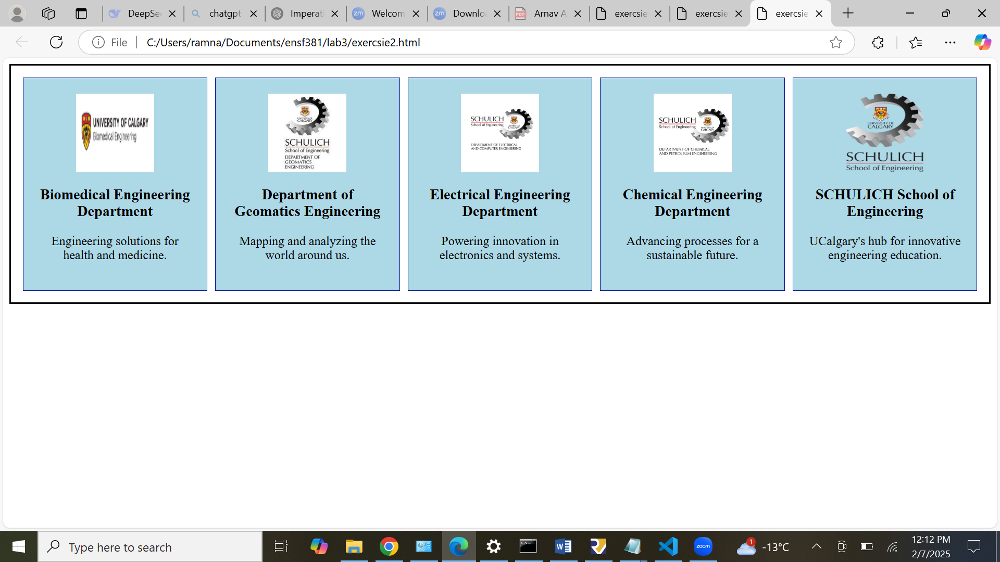 DeepSee
chatgpt
Imperati
Welcom
Downloa
Arnav A
exercsie
exercsie
exercsie
File
C:/Users/ramna/Documents/ensf381/lab3/exercsie2.html
UNIVERSITY OF CALGARY
Biomedical Engineering
Biomedical Engineering
Department
Engineering solutions for
health and medicine.
UNIVERSITY OF
CALGARY
SCHULICH
School of Engineering
DEPARTMENT OF
GEOMATICS
ENGINEERING
Department of
Geomatics Engineering
Mapping and analyzing the
world around us.
SCHULICH
School of Engineering
UNIVERSITY OF
CALGARY
DEPARTMENT OF ELECTRICAL
AND COMPUTER ENGINEERING
Electrical Engineering
Department
Powering innovation in
electronics and systems.
SCHULICH
School of Engineering
UNIVERSITY OF
CALGARY
DEPARTMENT OF CHEMICAL
AND PETROLEUM ENGINEERING
Chemical Engineering
Department
Advancing processes for a
sustainable future.
UNIVERSITY OF
CALGARY
SCHULICH
School of Engineering
SCHULICH School of
Engineering
UCalgary's hub for innovative
engineering education.
Type here to search
zoom
1
-13°C
12:12 PM
2/7/2025